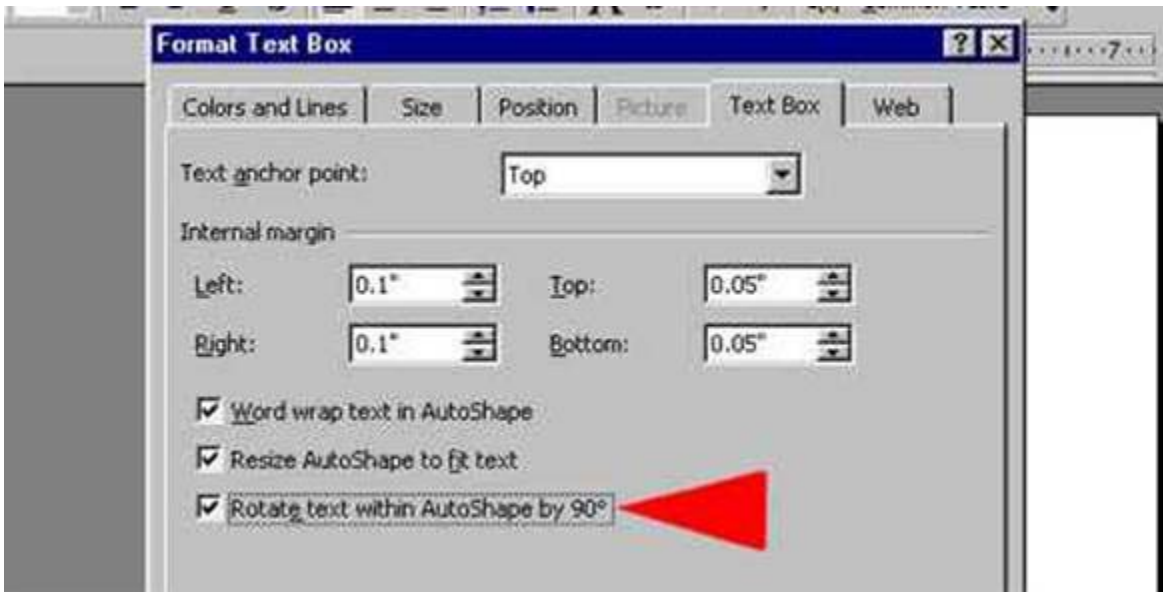 Format Text Box
7
Colors and Lines Size Position Picture Text Box Web
Text anchor point: Top
Internal margin
Left: 0.1" Top: 0.05"
Right: 0.1" Bottom: 0.05"
Word wrap text in AutoShape
Resize AutoShape to fit text
Rotate text within AutoShape by 90°